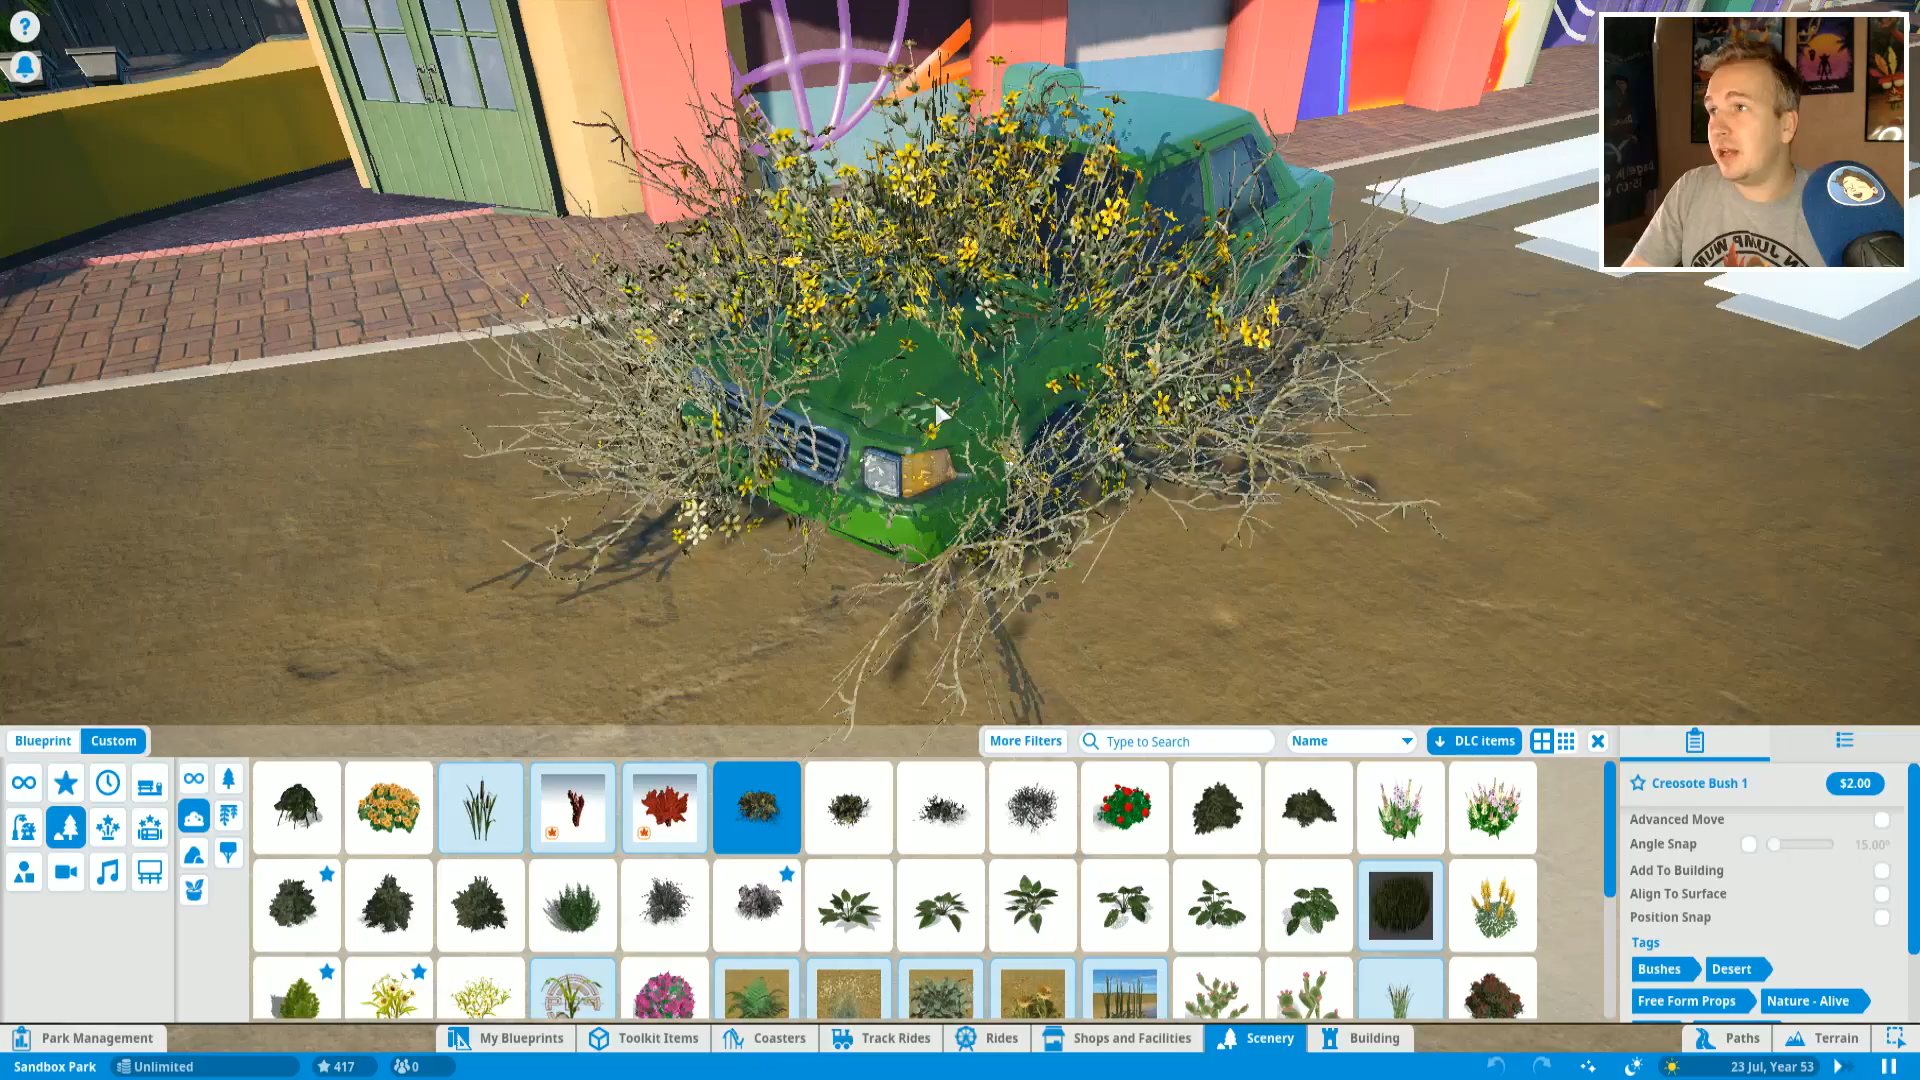 ?
JUMP WU
Blueprint
Custom
More Filters
Type to Search
Name
DLC items
Creosote Bush 1
$2.00
Advanced Move
Angle Snap
15.00°
Add To Building
Align To Surface
Position Snap
Tags
Bushes
Desert
Free Form Props
Nature - Alive
Park Management
My Blueprints
Toolkit Items
Coasters
Track Rides
Rides
Shops and Facilities
Scenery
Building
Paths
Terrain
Sandbox Park
Unlimited
417
0
23 Jul, Year 53